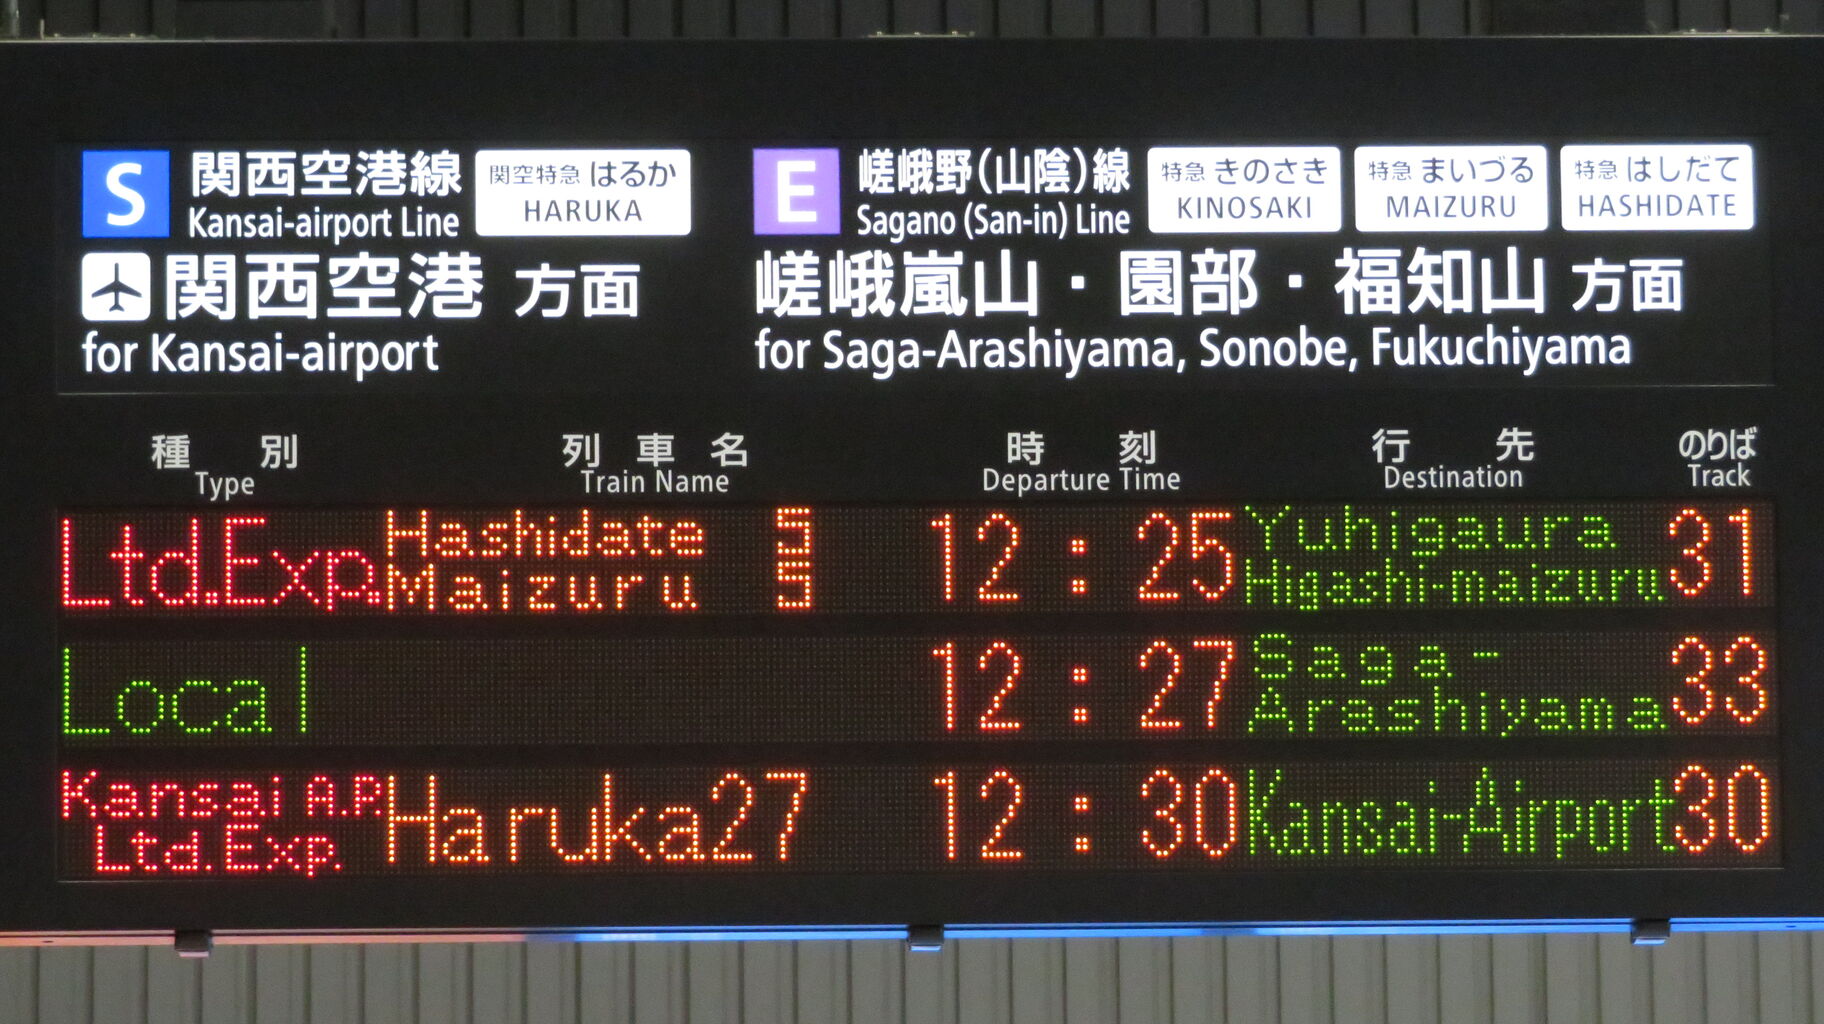 S 関西空港線 関空特急 はるか E 嵯峨野(山陰)線 特急 きのさき 特急 まいづる 特急 はしだて
Kansai-airport Line HARUKA Sagano (San-in) Line KINOSAKI MAIZURU HASHIDATE
関西空港 方面 嵯峨嵐山・園部・福知山 方面
for Kansai-airport for Saga-Arashiyama, Sonobe, Fukuchiyama
種別 列車名 時刻 行先 のりば
Type Train Name Departure Time Destination Track
Ltd.Exp. Hashidate 5 12:25 Yuhigaura 31
Maizuru 5 Higashi-maizuru
Local 12:27 Saga- 33
Arashiyama
Kansai A.P. Haruka27 12:30 Kansai-Airport 30
Ltd.Exp.